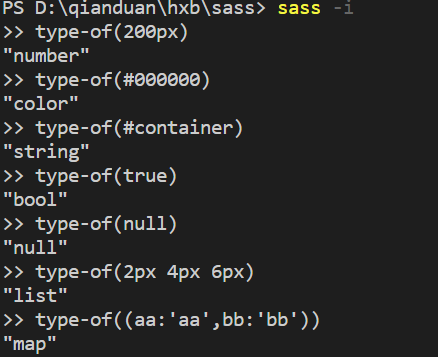 PS D:\qianduan\hxb\sass> sass -i
>> type-of(200px)
"number"
>> type-of(#000000)
"color"
>> type-of(#container)
"string"
>> type-of(true)
"bool"
>> type-of(null)
"null"
>> type-of(2px 4px 6px)
"list"
>> type-of((aa:'aa',bb:'bb'))
"map"